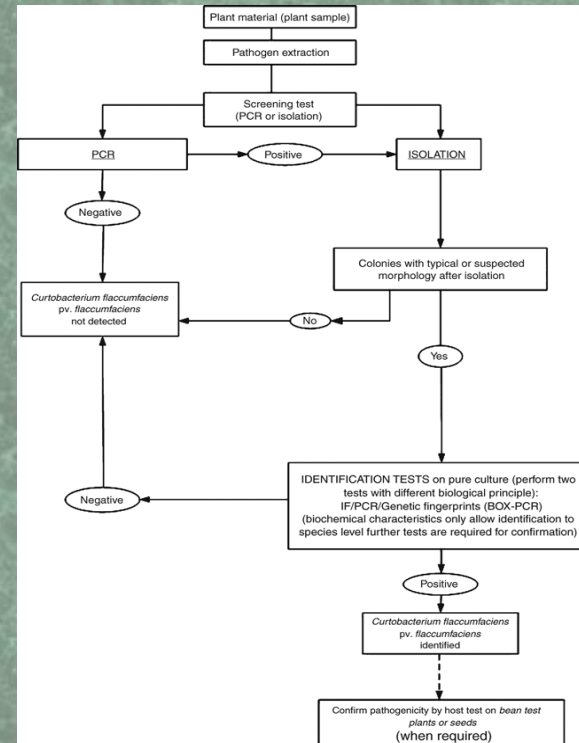 Plant material (plant sample)
Pathogen extraction
Screening test
(PCR or isolation)
PCR
Positive
ISOLATION
Negative
Colonies with typical or suspected
morphology after isolation
Curtobacterium flaccumfaciens
pv. flaccumfaciens
not detected
No
Yes
IDENTIFICATION TESTS on pure culture (perform two
tests with different biological principle):
IF/PCR/Genetic fingerprints (BOX-PCR)
(biochemical characteristics only allow identification to
species level further tests are required for confirmation)
Negative
Positive
Curtobacterium flaccumfaciens
pv. flaccumfaciens
identified
Confirm pathogenicity by host test on bean test
plants or seeds
(when required)